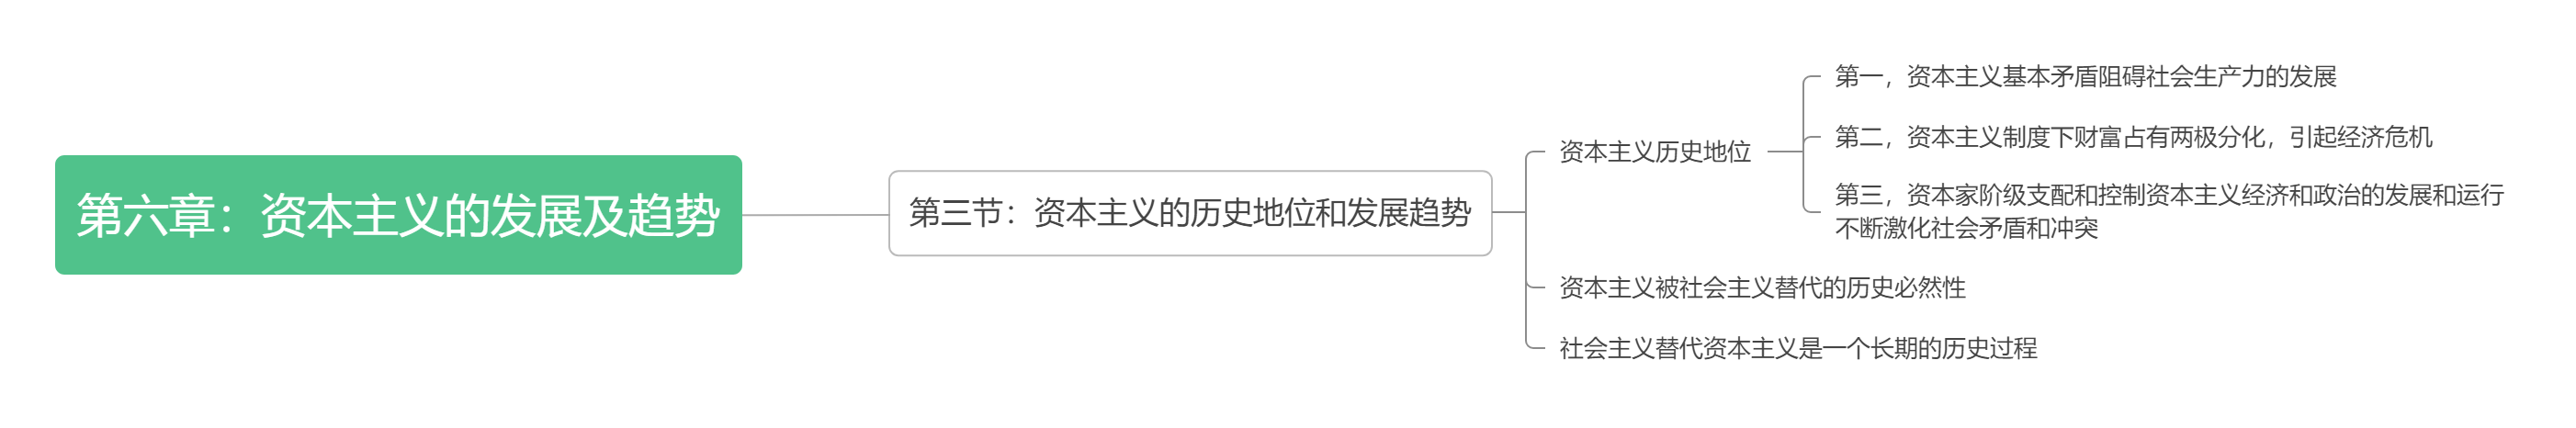 第六章：资本主义的发展及趋势
第三节：资本主义的历史地位和发展趋势
资本主义历史地位
第一，资本主义基本矛盾阻碍社会生产力的发展
第二，资本主义制度下财富占有两极分化，引起经济危机
第三，资本家阶级支配和控制资本主义经济和政治的发展和运行
不断激化社会矛盾和冲突
资本主义被社会主义替代的历史必然性
社会主义替代资本主义是一个长期的历史过程